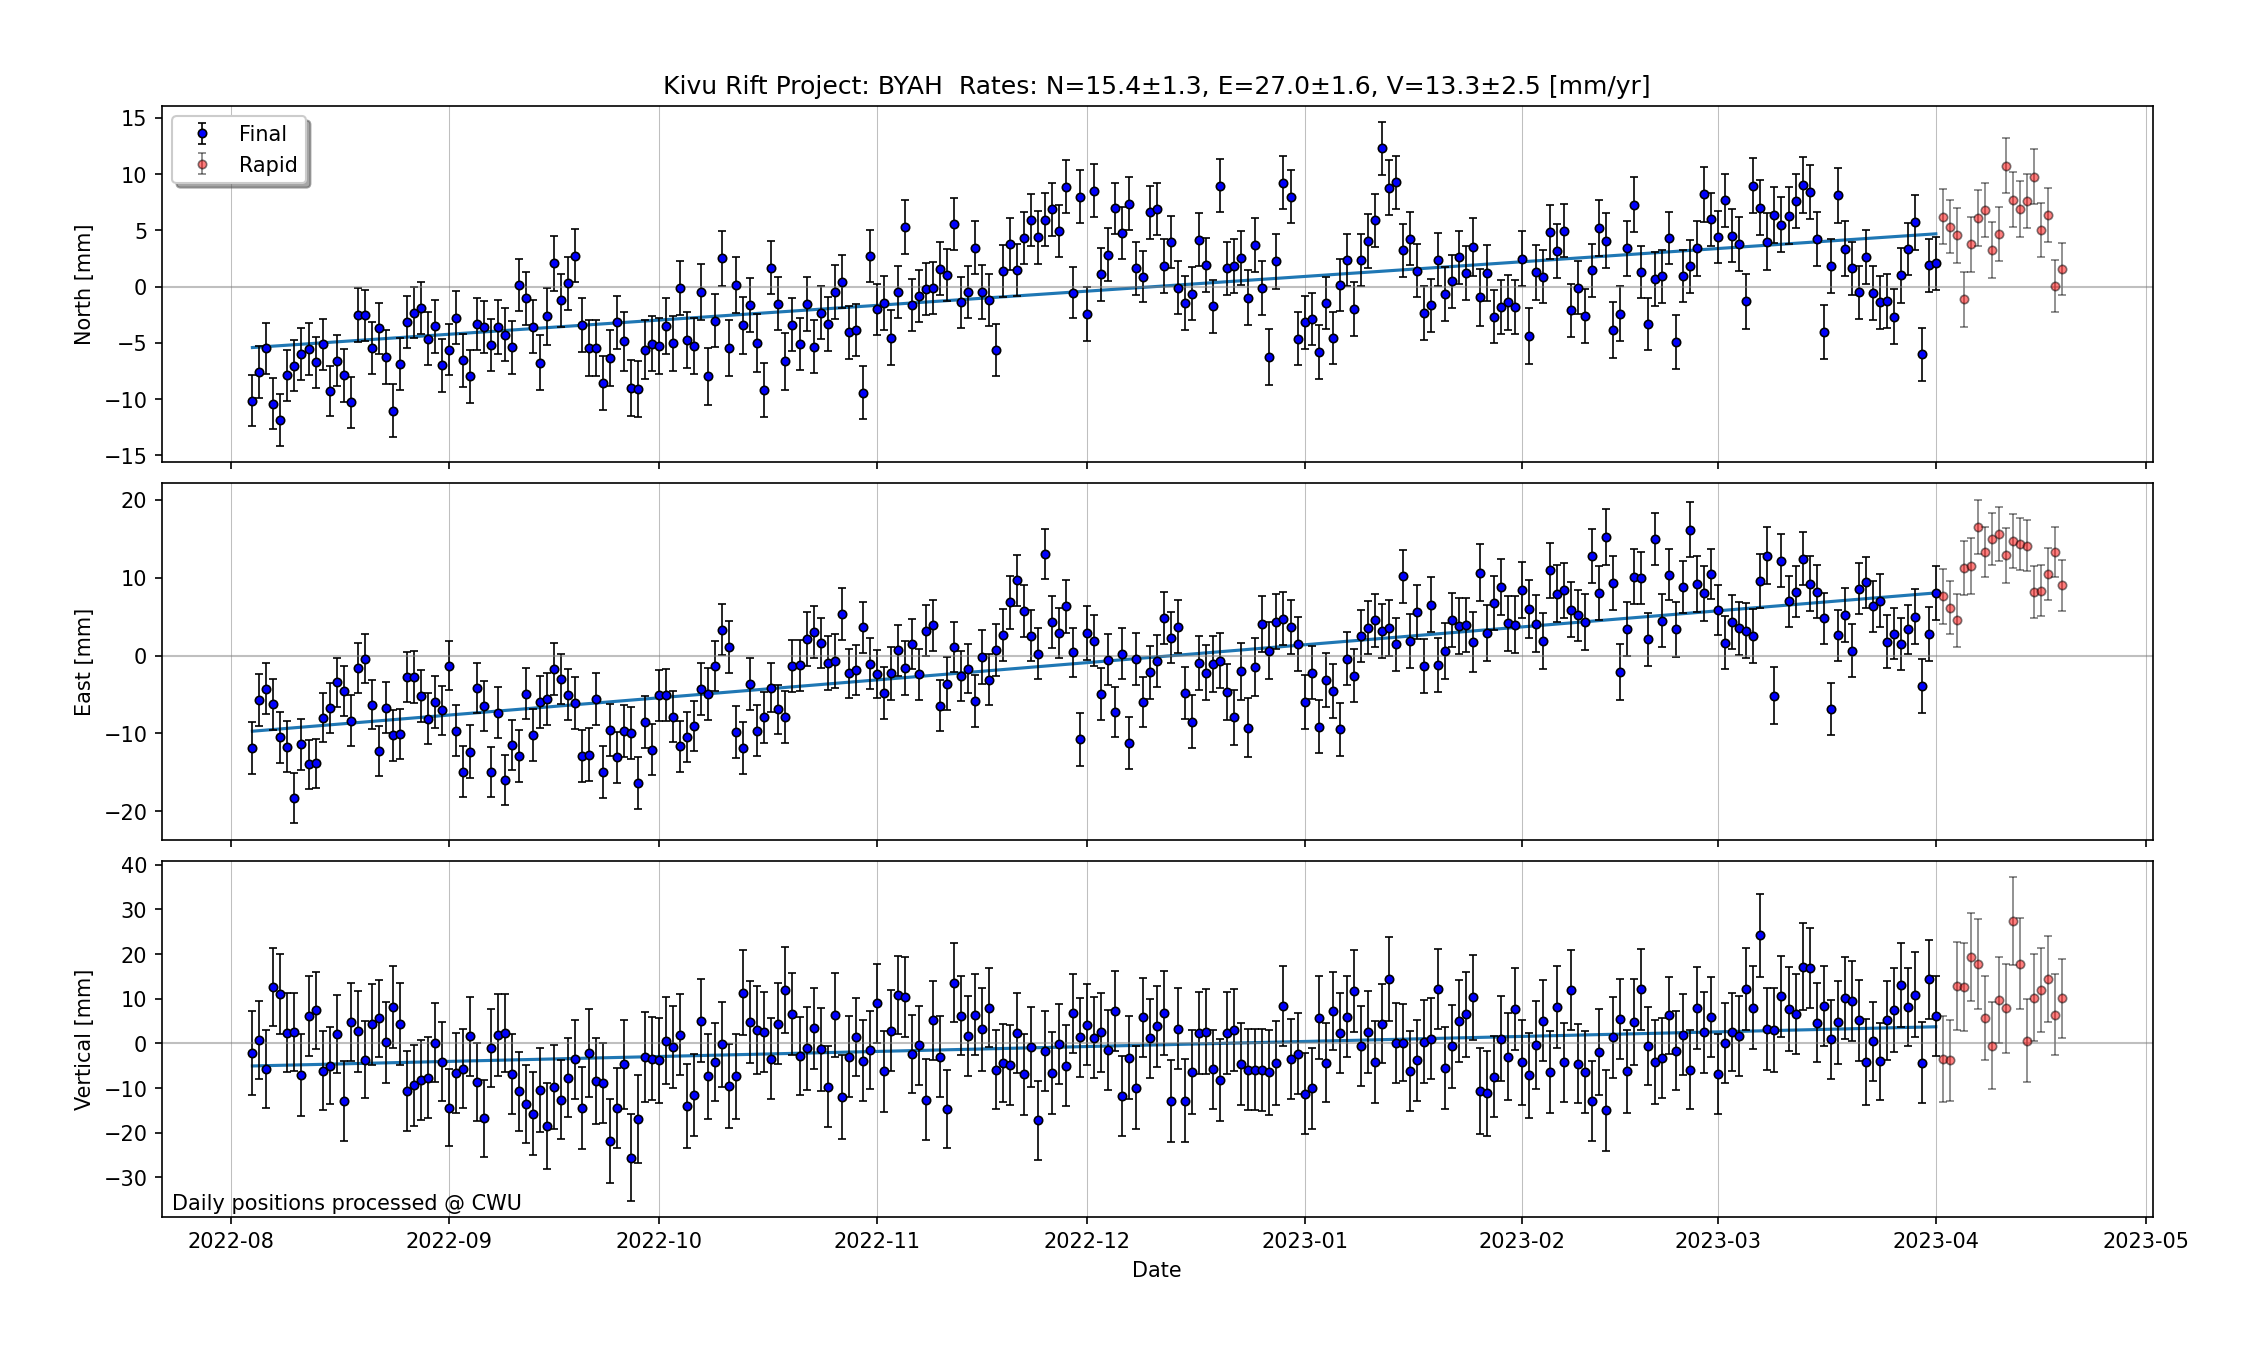 Kivu Rift Project: BYAH  Rates: N=15.4±1.3, E=27.0±1.6, V=13.3±2.5 [mm/yr]
Final
Rapid
15
10
5
0
−5
−10
−15
North [mm]
20
10
0
−10
−20
East [mm]
40
30
20
10
0
−10
−20
−30
Vertical [mm]
Daily positions processed @ CWU
2022-08 2022-09 2022-10 2022-11 2022-12 2023-01 2023-02 2023-03 2023-04 2023-05
Date